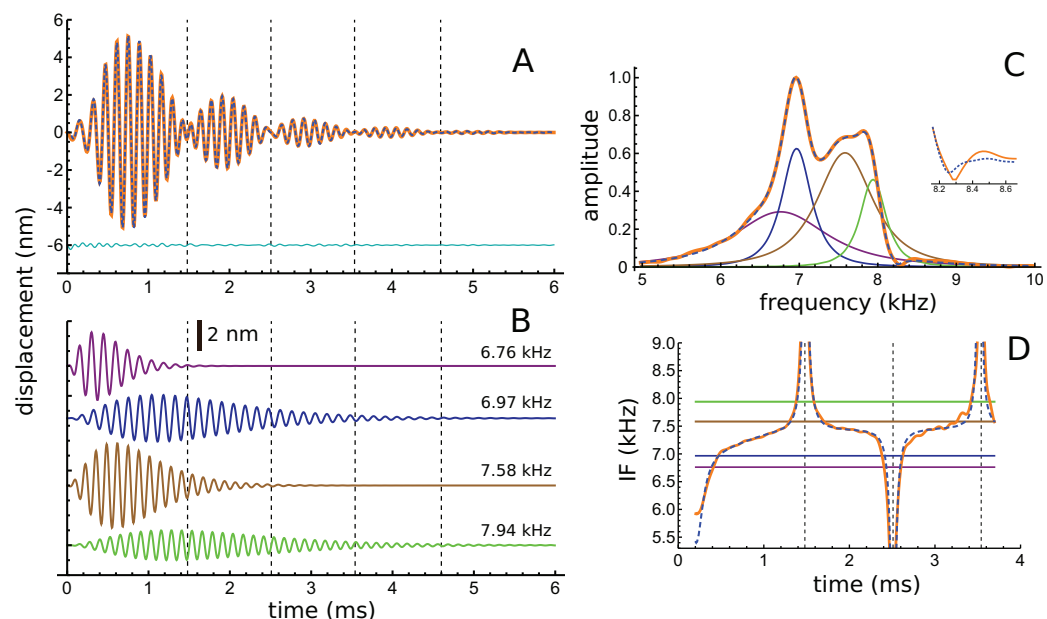 A
displacement (nm)
6
4
2
0
-2
-4
-6
0 1 2 3 4 5 6
B
2 nm
6.76 kHz
6.97 kHz
7.58 kHz
7.94 kHz
0 1 2 3 4 5 6
time (ms)
C
amplitude
1.0
0.8
0.6
0.4
0.2
0
8.2 8.4 8.6
5 6 7 8 9 10
frequency (kHz)
D
IF (kHz)
9.0
8.5
8.0
7.5
7.0
6.5
6.0
5.5
0 1 2 3 4
time (ms)